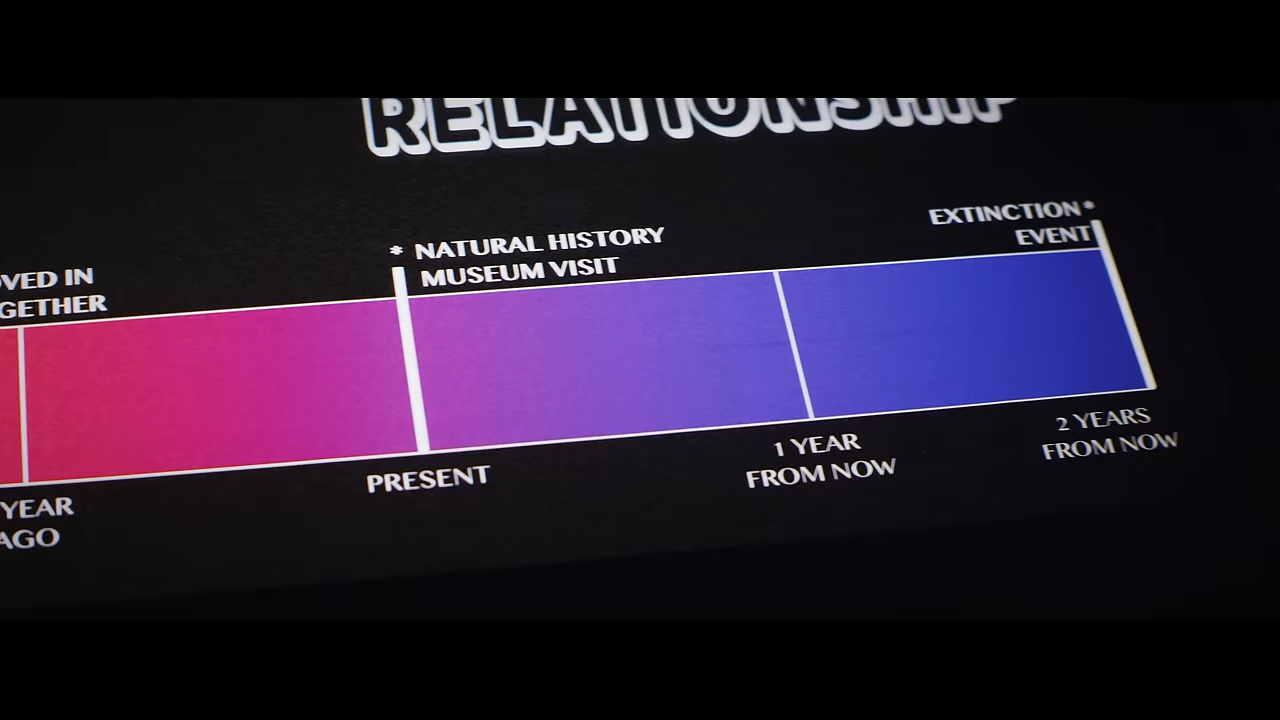 RELATIONSHIP
EXTINCTION*
EVENT
* NATURAL HISTORY
MUSEUM VISIT
OVED IN
GETHER
PRESENT
1 YEAR
FROM NOW
2 YEARS
FROM NOW
YEAR
AGO